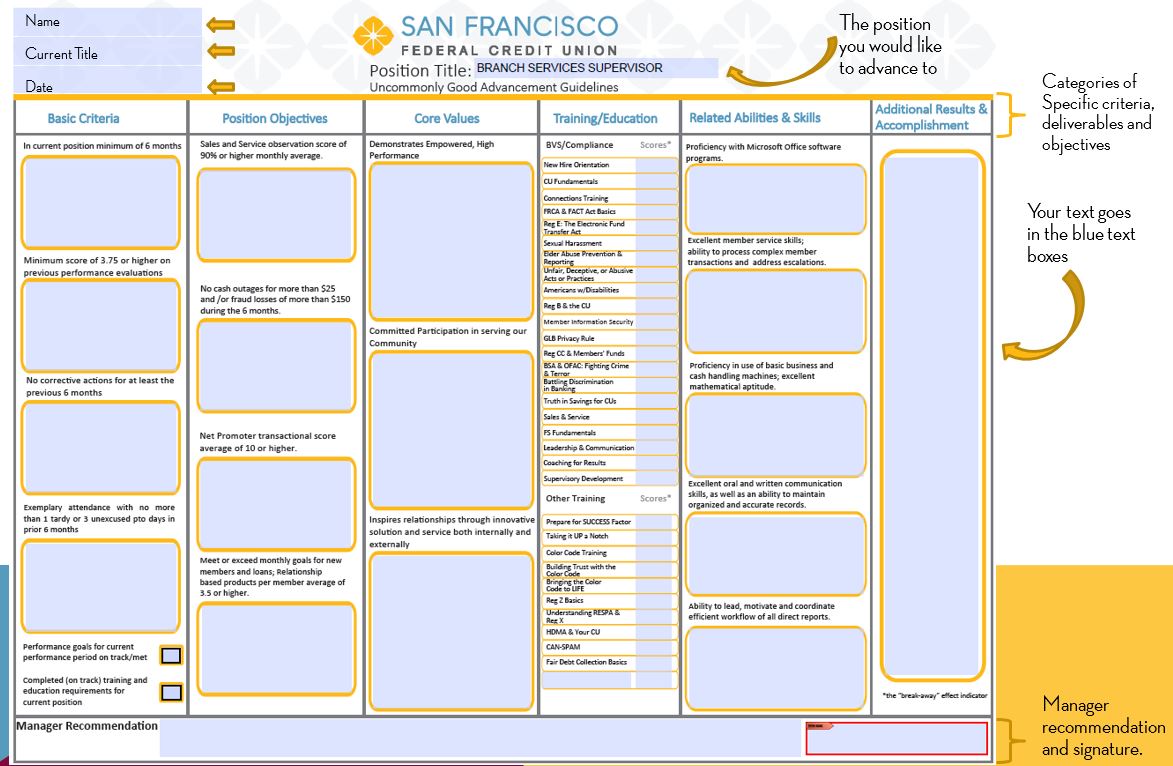 Name
Current Title
Date
SAN FRANCISCO
FEDERAL CREDIT UNION
Position Title: BRANCH SERVICES SUPERVISOR
Uncommonly Good Advancement Guidelines
The position
you would like
to advance to
Categories of
Specific criteria,
deliverables and
objectives
Your text goes
in the blue text
boxes
Basic Criteria
In current position minimum of 6 months
Minimum score of 3.75 or higher on
previous performance evaluations
No corrective actions for at least the
previous 6 months
Exemplary attendance with no more
than 1 tardy or 3 unexcused pto days in
prior 6 months
Performance goals for current
performance period on track/met
Completed (on track) training and
education requirements for
current position
Position Objectives
Sales and Service observation score of
90% or higher monthly average.
No cash outages for more than $25
and /or fraud losses of more than $150
during the 6 months.
Net Promoter transactional score
average of 10 or higher.
Meet or exceed monthly goals for new
members and loans; Relationship
based products per member average of
3.5 or higher.
Core Values
Demonstrates Empowered, High
Performance
Committed Participation in serving our
Community
Inspires relationships through innovative
solution and service both internally and
externally
Training/Education
BVS/Compliance Scores*
New Hire Orientation
CU Fundamentals
Connections Training
FRCA & FACT Act Basics
Reg E: The Electronic Fund
Transfer Act
Sexual Harassment
Elder Abuse Prevention &
Reporting
Unfair, Deceptive, or Abusive
Acts or Practices
Americans w/Disabilities
Reg B & the CU
Member Information Security
GLB Privacy Rule
Reg CC & Members' Funds
BSA & OFAC: Fighting Crime
& Terror
Battling Discrimination
in Banking
Truth in Savings for CUs
Sales & Service
FS Fundamentals
Leadership & Communication
Coaching for Results
Supervisory Development
Other Training Scores*
Prepare for SUCCESS Factor
Taking it UP a Notch
Color Code Training
Building Trust with the
Color Code
Bringing the Color
Code to LIFE
Reg Z Basics
Understanding RESPA &
Reg X
HDMA & Your CU
CAN-SPAM
Fair Debt Collection Basics
Related Abilities & Skills
Proficiency with Microsoft Office software
programs.
Excellent member service skills;
ability to process complex member
transactions and address escalations.
Proficiency in use of basic business and
cash handling machines; excellent
mathematical aptitude.
Excellent oral and written communication
skills, as well as an ability to maintain
organized and accurate records.
Ability to lead, motivate and coordinate
efficient workflow of all direct reports.
Additional Results &
Accomplishment
*the "break-away" effect indicator
Manager Recommendation
Manager
recommendation
and signature.